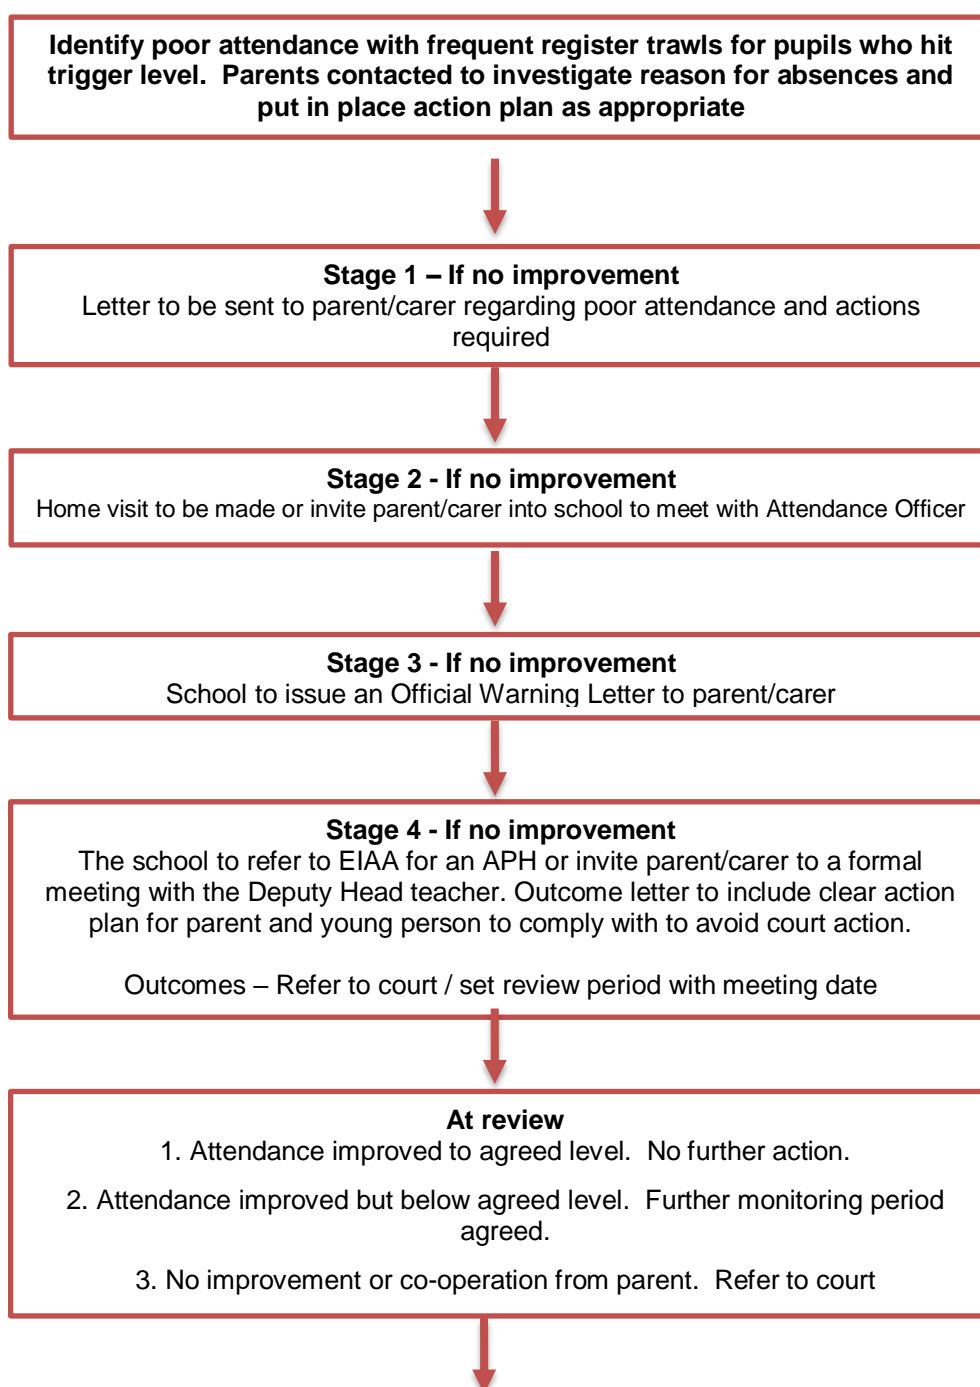 Identify poor attendance with frequent register trawls for pupils who hit
trigger level.  Parents contacted to investigate reason for absences and
put in place action plan as appropriate
Stage 1 – If no improvement
Letter to be sent to parent/carer regarding poor attendance and actions
required
Stage 2 - If no improvement
Home visit to be made or invite parent/carer into school to meet with Attendance Officer
Stage 3 - If no improvement
School to issue an Official Warning Letter to parent/carer
Stage 4 - If no improvement
The school to refer to EIAA for an APH or invite parent/carer to a formal
meeting with the Deputy Head teacher. Outcome letter to include clear action
plan for parent and young person to comply with to avoid court action.
Outcomes – Refer to court / set review period with meeting date
At review
1. Attendance improved to agreed level.  No further action.
2. Attendance improved but below agreed level.  Further monitoring period
agreed.
3. No improvement or co-operation from parent.  Refer to court